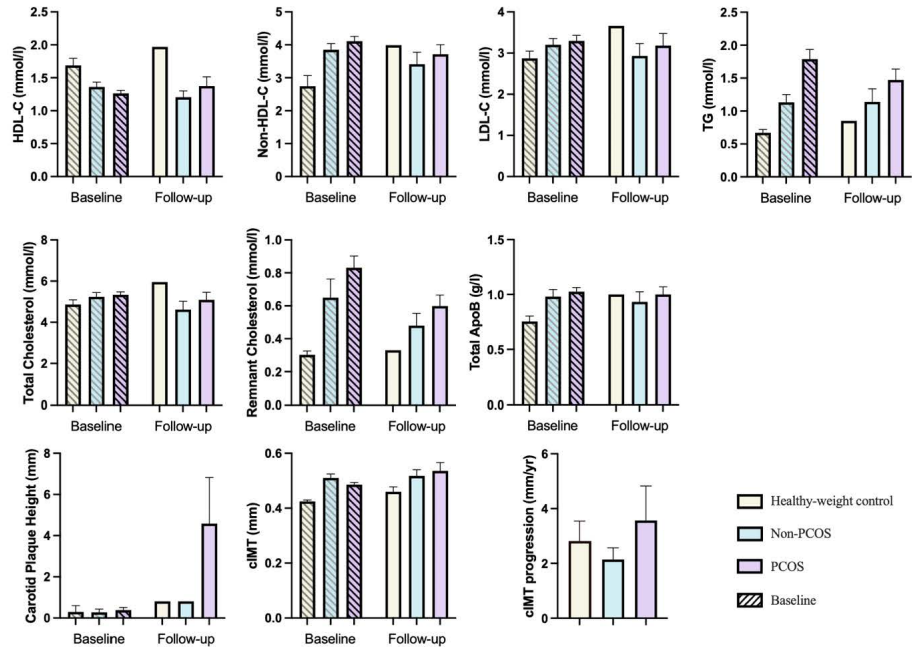 HDL-C (mmol/l)
2.5
2.0
1.5
1.0
0.5
0.0
Baseline
Follow-up
Non-HDL-C (mmol/l)
5
4
3
2
1
0
Baseline
Follow-up
LDL-C (mmol/l)
4
3
2
1
0
Baseline
Follow-up
TG (mmol/l)
2.5
2.0
1.5
1.0
0.5
0.0
Baseline
Follow-up
Total Cholesterol (mmol/l)
8
6
4
2
0
Baseline
Follow-up
Remnant Cholesterol (mmol/l)
1.0
0.8
0.6
0.4
0.2
0.0
Baseline
Follow-up
Total ApoB (g/l)
1.5
1.0
0.5
0.0
Baseline
Follow-up
Carotid Plaque Height (mm)
8
6
4
2
0
Baseline
Follow-up
cIMT (mm)
0.6
0.4
0.2
0.0
Baseline
Follow-up
cIMT progression (mm/yr)
6
4
2
0
Healthy-weight control
Non-PCOS
PCOS
Baseline